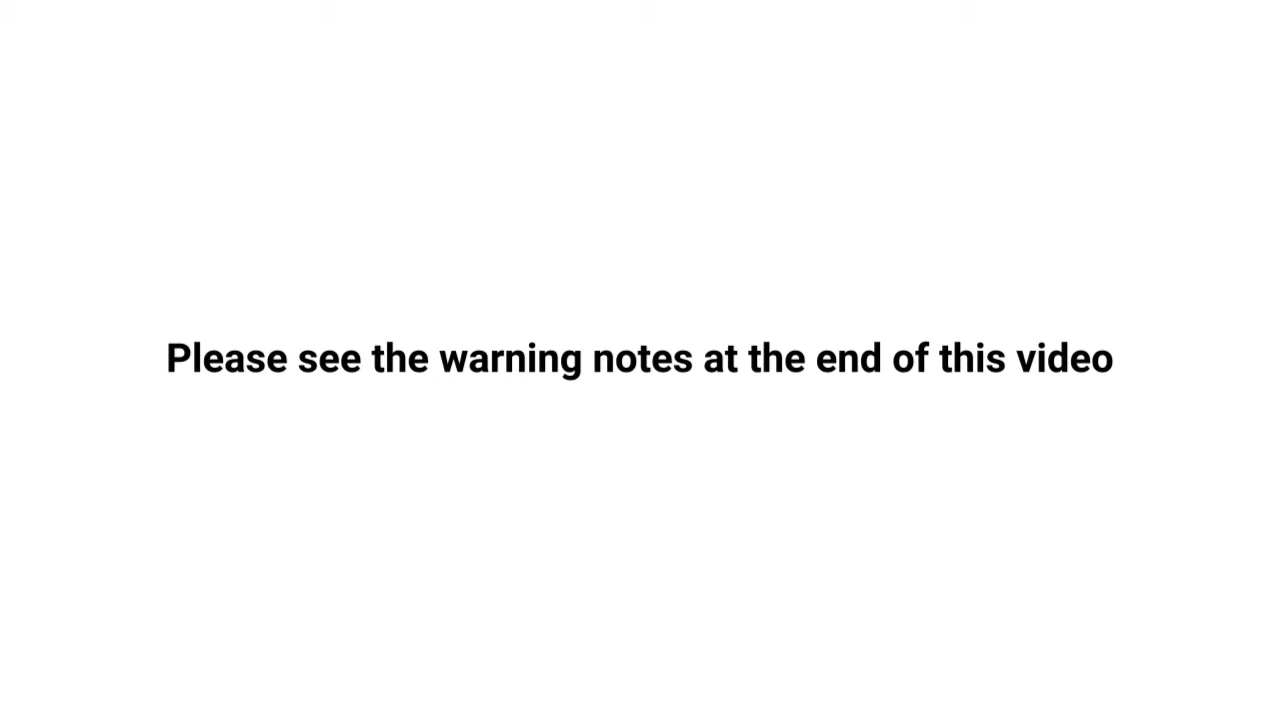 Please see the warning notes at the end of this video